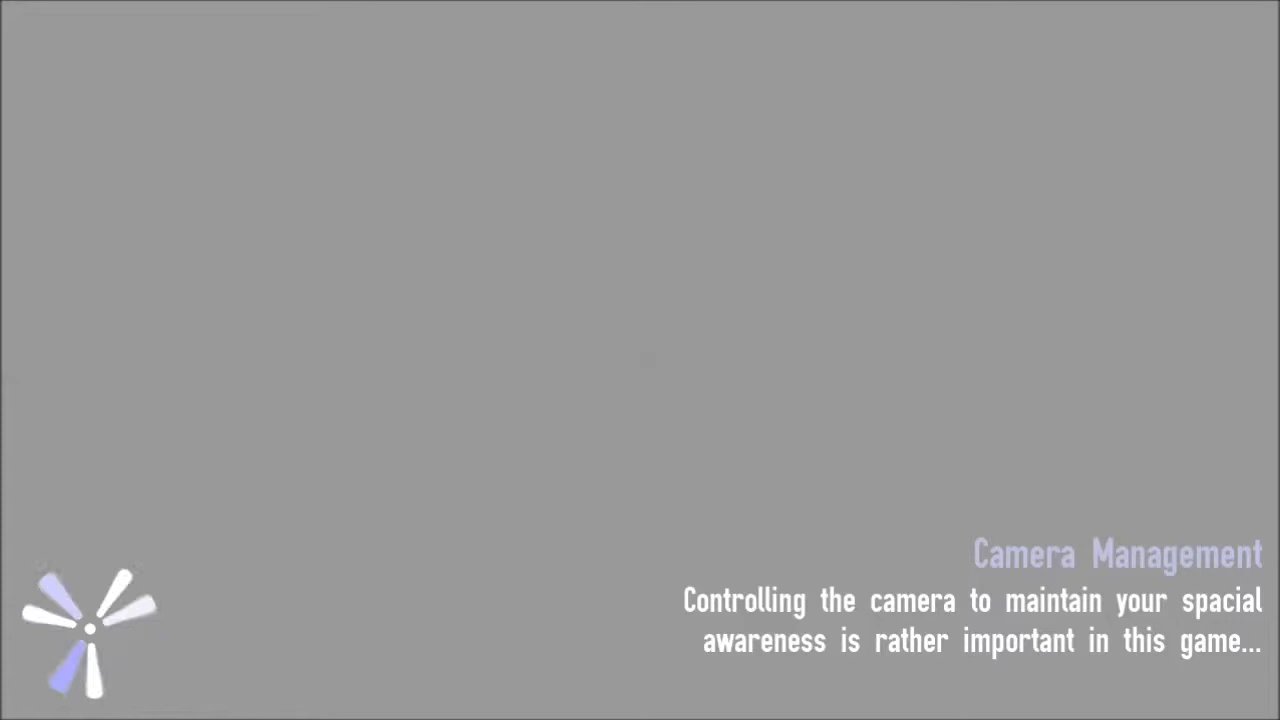 Camera Management
Controlling the camera to maintain your spacial
awareness is rather important in this game...